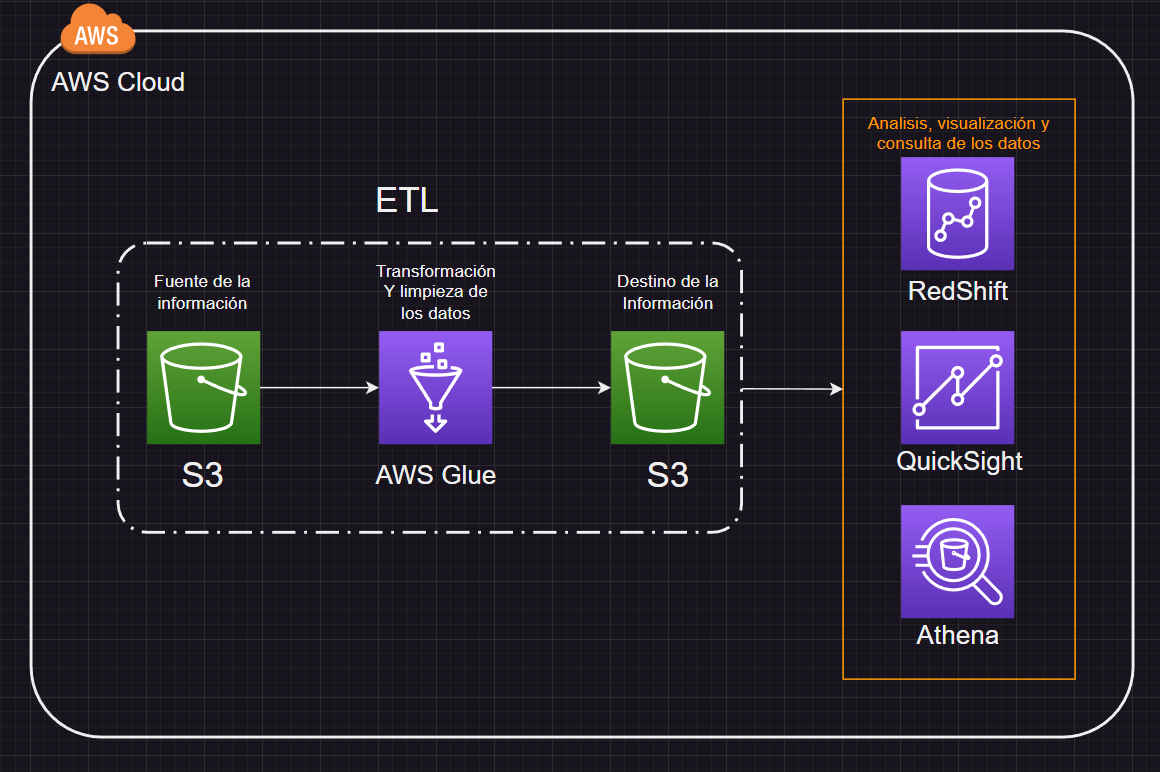 AWS
AWS Cloud
ETL
Fuente de la
información
S3
Transformación
Y limpieza de
los datos
AWS Glue
Destino de la
Información
S3
Analisis, visualización y
consulta de los datos
RedShift
QuickSight
Athena